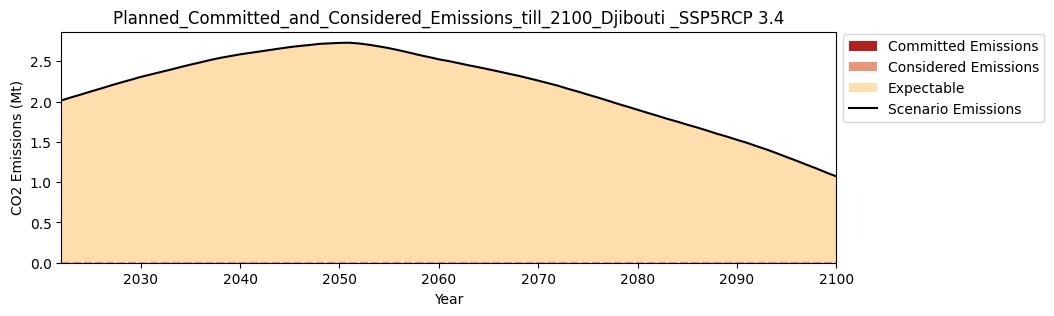 Planned_Committed_and_Considered_Emissions_till_2100_Djibouti _SSP5RCP 3.4
Committed Emissions
Considered Emissions
Expectable
Scenario Emissions
CO2 Emissions (Mt)
2.5
2.0
1.5
1.0
0.5
0.0
2030 2040 2050 2060 2070 2080 2090 2100
Year